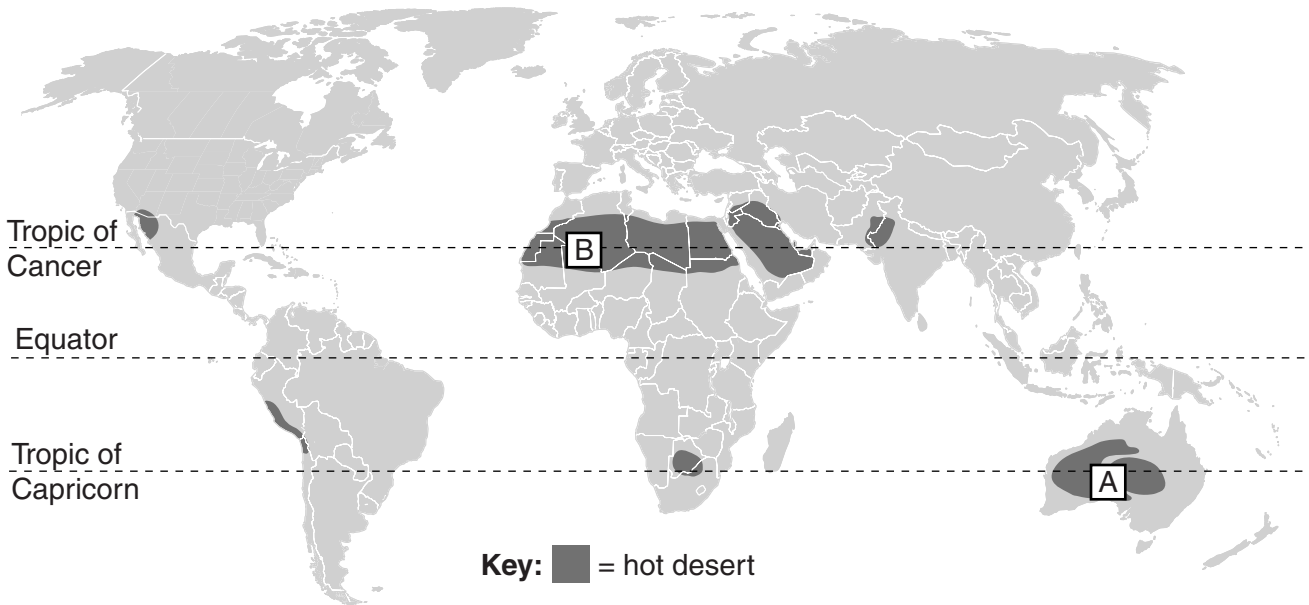 Tropic of
Cancer
B
Equator
Tropic of
Capricorn
A
Key: = hot desert